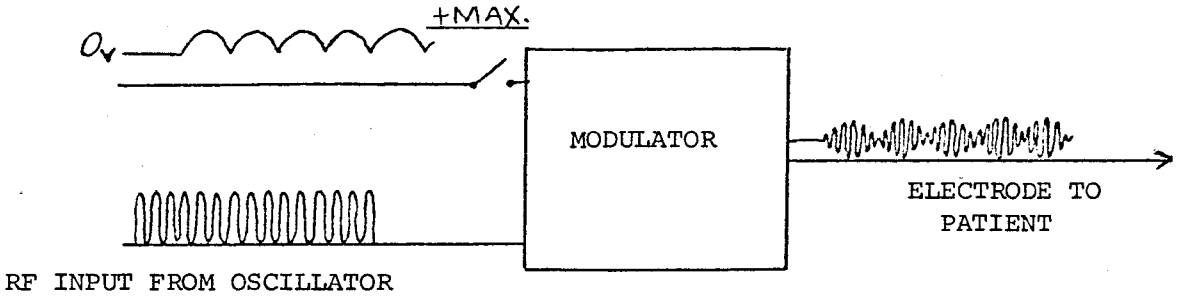 +MAX.
0v
MODULATOR
ELECTRODE TO
PATIENT
RF INPUT FROM OSCILLATOR